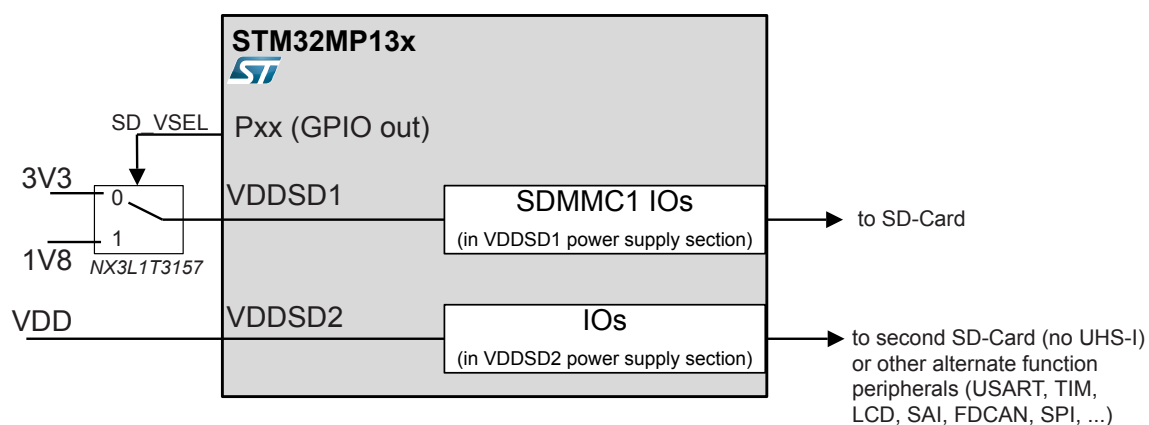 STM32MP13x
ST
SD_VSEL
Pxx (GPIO out)
3V3
0
1
1V8
NX3L1T3157
VDDSD1
SDMMC1 IOs
(in VDDSD1 power supply section)
to SD-Card
VDD
VDDSD2
IOs
(in VDDSD2 power supply section)
to second SD-Card (no UHS-I)
or other alternate function
peripherals (USART, TIM,
LCD, SAI, FDCAN, SPI, ...)